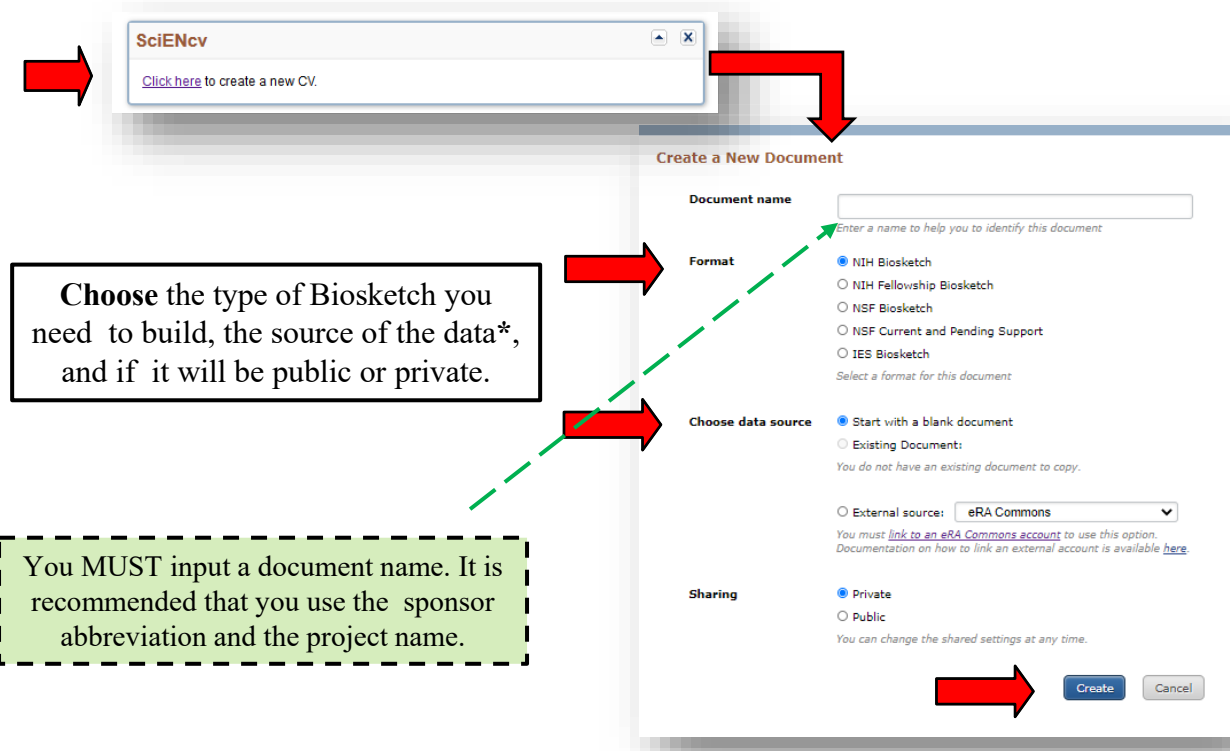 SciENcv
Click here to create a new CV.
Create a New Document
Document name
Enter a name to help you to identify this document
Format
NIH Biosketch
NIH Fellowship Biosketch
NSF Biosketch
NSF Current and Pending Support
IES Biosketch
Select a format for this document
Choose the type of Biosketch you
need to build, the source of the data*,
and if it will be public or private.
Choose data source
Start with a blank document
Existing Document:
You do not have an existing document to copy.
External source: eRA Commons
You must link to an eRA Commons account to use this option.
Documentation on how to link an external account is available here.
You MUST input a document name. It is
recommended that you use the sponsor
abbreviation and the project name.
Sharing
Private
Public
You can change the shared settings at any time.
Create Cancel